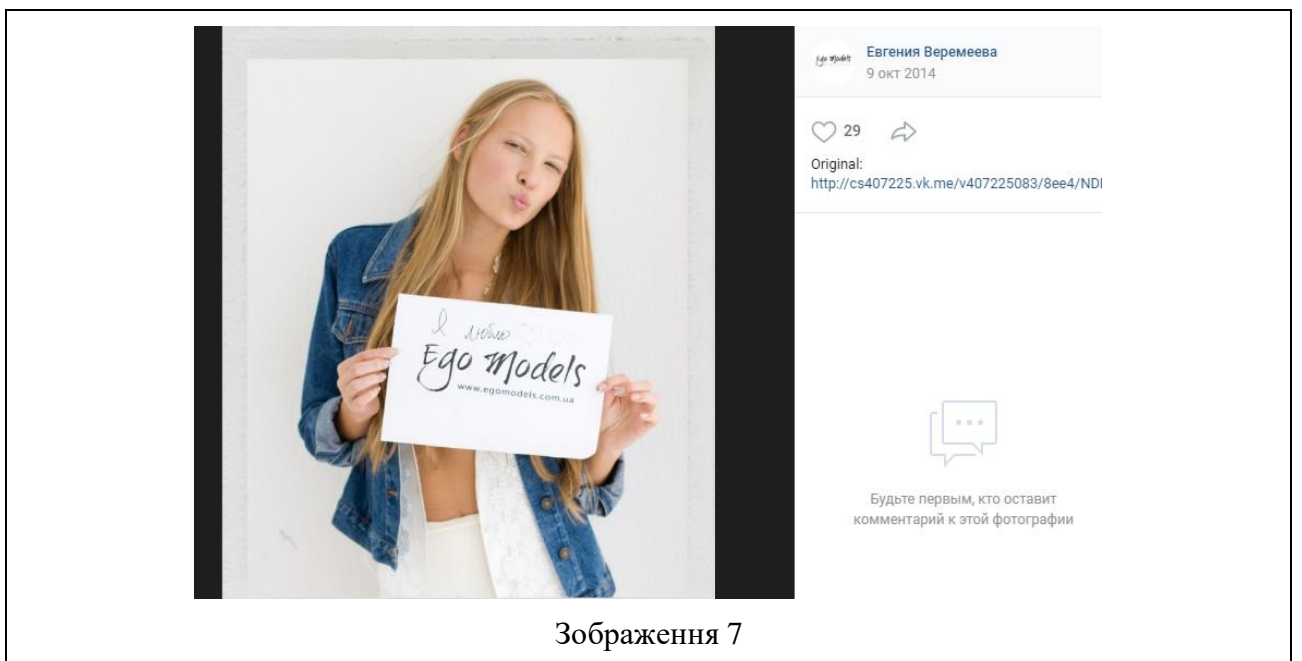 Евгения Веремеева
9 окт 2014
29
Original:
http://cs407225.vk.me/v407225083/8ee4/NDI
Я люблю
Ego Models
www.egomodels.com.ua
Будьте первым, кто оставит
комментарий к этой фотографии
Зображення 7